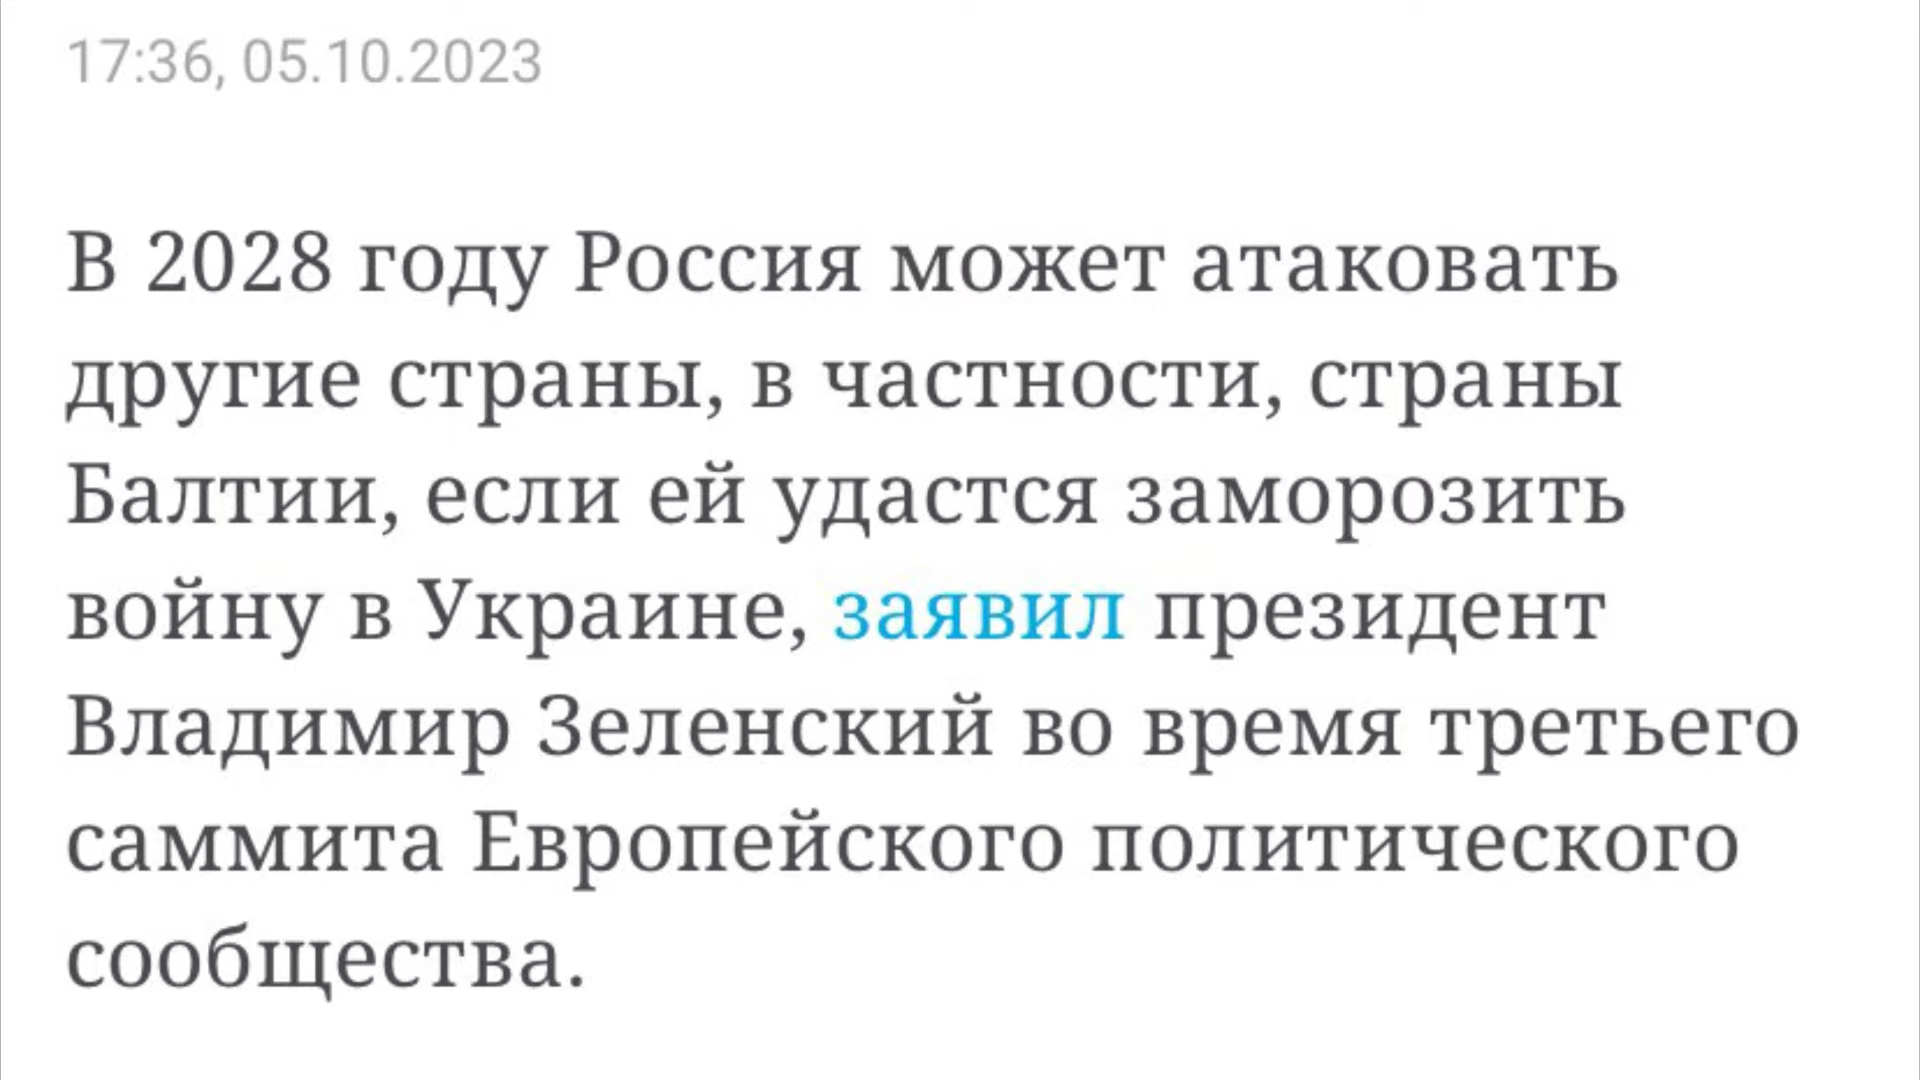 17:36, 05.10.2023
В 2028 году Россия может атаковать
другие страны, в частности, страны
Балтии, если ей удастся заморозить
войну в Украине, заявил президент
Владимир Зеленский во время третьего
саммита Европейского политического
сообщества.